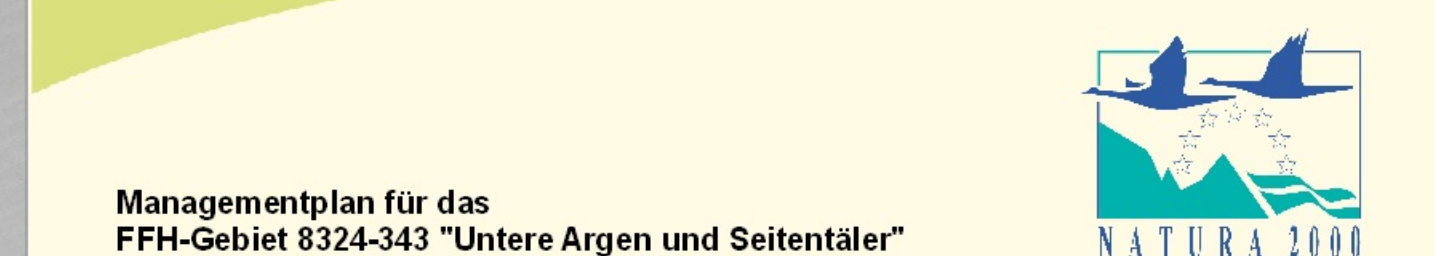 Managementplan für das
FFH-Gebiet 8324-343 "Untere Argen und Seitentäler"
NATURA 2000